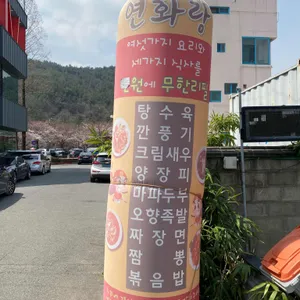 연화랑
여섯가지 요리와
세가지 식사를
무한리필
탕수육
깐풍기
크림새우
양장피
마파두부
오향족발
짜장면
짬뽕
볶음밥